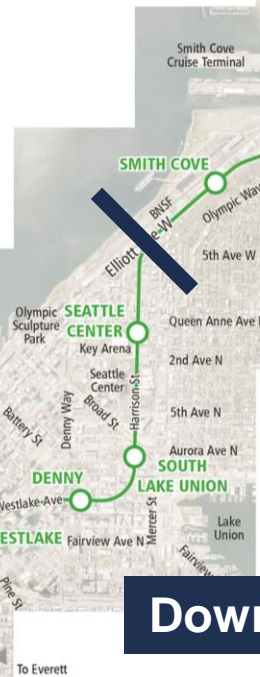 Smith Cove
Cruise Terminal
SMITH COVE
BNSF
Olympic Way
Elliott
e W
5th Ave W
Olympic
Sculpture
Park
SEATTLE
CENTER
Queen Anne Ave
Key Arena
2nd Ave N
Seattle
Center
Harrison St
Denny Way
Broad St
Battery St
5th Ave N
Aurora Ave N
SOUTH
LAKE UNION
DENNY
Westlake Ave
Mercer St
Lake
Union
ESTLAKE
Fairview Ave N
Fairview
Pine St
Down
To Everett